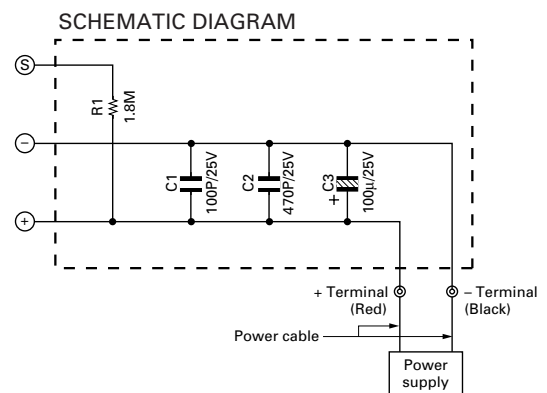 SCHEMATIC DIAGRAM
S
R1
1.8M
–
C1
100P/25V
C2
470P/25V
+ C3
100µ/25V
+
+ Terminal
(Red)
– Terminal
(Black)
Power cable
Power
supply